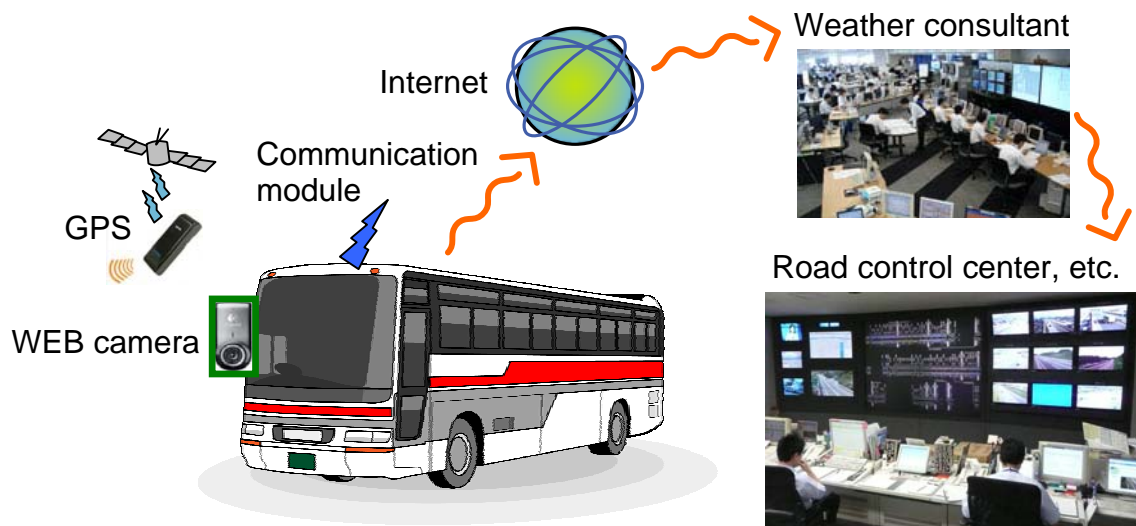 Weather consultant
Internet
Communication
module
GPS
Road control center, etc.
WEB camera